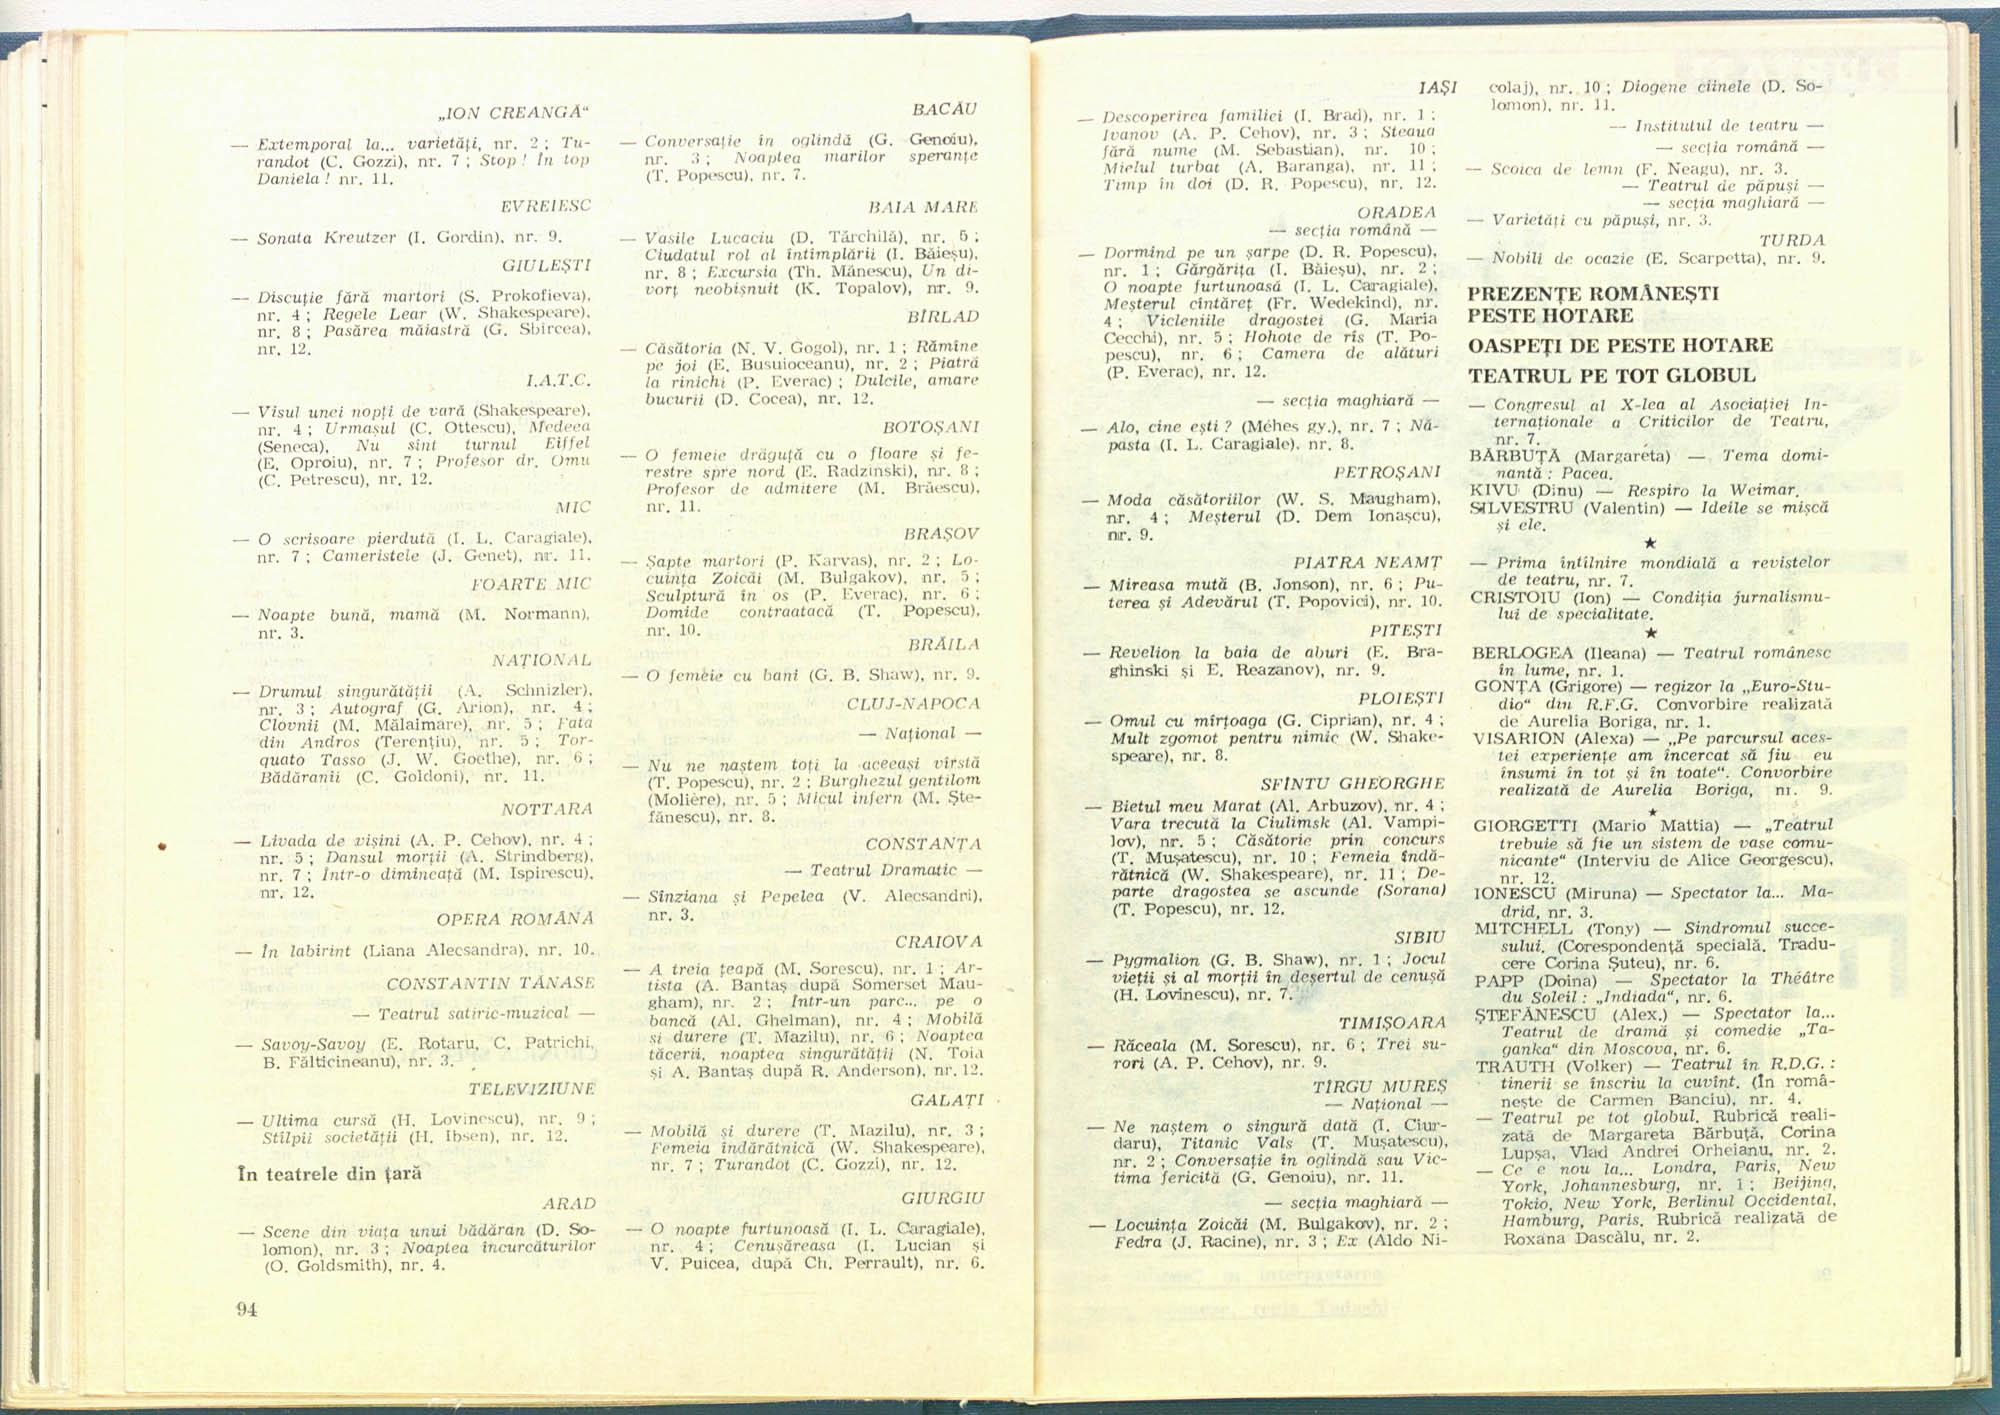 „ION CREANGĂ“
— Extemporal la... varietăți, nr. 2 ; Tu-
randot (C. Gozzi), nr. 7 ; Stop ! In top
Daniela ! nr. 11.
EVREIESC
— Sonata Kreutzer (I. Gordin), nr. 9.
GIULEȘTI
— Discuție fără martori (S. Prokofieva),
nr. 4 ; Regele Lear (W. Shakespeare),
nr. 8 ; Pasărea măiastră (G. Sbîrcea),
nr. 12.
I.A.T.C.
— Visul unei nopți de vară (Shakespeare),
nr. 4 ; Urmașul (C. Ottescu), Medeea
(Seneca), Nu sînt turnul Eiffel
(E. Oproiu), nr. 7 ; Profesor dr. Omu
(C. Petrescu), nr. 12.
MIC
— O scrisoare pierdută (I. L. Caragiale),
nr. 7 ; Cameristele (J. Genet), nr. 11.
FOARTE MIC
— Noapte bună, mamă (M. Normann),
nr. 3.
NAȚIONAL
— Drumul singurătății (A. Schnizler),
nr. 3 ; Autograf (G. Arion), nr. 4 ;
Clovnii (M. Mălaimare), nr. 5 ; Fata
din Andros (Terențiu), nr. 5 ; Tor-
quato Tasso (J. W. Goethe), nr. 6 ;
Bădăranii (C. Goldoni), nr. 11.
NOTTARA
— Livada de vișini (A. P. Cehov), nr. 4 ;
nr. 5 ; Dansul morții (A. Strindberg),
nr. 7 ; Intr-o dimineață (M. Ispirescu),
nr. 12.
OPERA ROMÂNĂ
— În labirint (Liana Alecsandra), nr. 10.
CONSTANTIN TĂNASE
— Teatrul satiric-muzical —
— Savoy-Savoy (E. Rotaru, C. Patrichi,
B. Fălticineanu), nr. 3.
TELEVIZIUNE
— Ultima cursă (H. Lovinescu), nr. 9 ;
Stîlpii societății (H. Ibsen), nr. 12.
În teatrele din țară
ARAD
— Scene din viața unui bădăran (D. So-
lomon), nr. 3 ; Noaptea încurcăturilor
(O. Goldsmith), nr. 4.
94
BACĂU
— Conversație în oglindă (G. Genoiu),
nr. 3 ; Noaptea marilor speranțe
(T. Popescu), nr. 7.
BAIA MARE
— Vasile Lucaciu (D. Tărchilă), nr. 5 ;
Ciudatul rol al întîmplării (I. Băieșu),
nr. 8 ; Excursia (Th. Mănescu), Un di-
vorț neobișnuit (K. Topalov), nr. 9.
BÎRLAD
— Căsătoria (N. V. Gogol), nr. 1 ; Rămîne
pe joi (E. Busuioceanu), nr. 2 ; Piatră
la rinichi (P. Everac) ; Dulcile, amare
bucurii (D. Cocea), nr. 12.
BOTOȘANI
— O femeie drăguță cu o floare și fe-
restre spre nord (E. Radzinski), nr. 8 ;
Profesor de admitere (M. Brăescu),
nr. 11.
BRAȘOV
— Șapte martori (P. Karvas), nr. 2 ; Lo-
cuința Zoicăi (M. Bulgakov), nr. 5 ;
Sculptură în os (P. Everac), nr. 6 ;
Domide contraatacă (T. Popescu),
nr. 10.
BRĂILA
— O femeie cu bani (G. B. Shaw), nr. 9.
CLUJ-NAPOCA
— Național —
— Nu ne naștem toți la aceeași vîrstă
(T. Popescu), nr. 2 ; Burghezul gentilom
(Molière), nr. 5 ; Micul infern (M. Ște-
fănescu), nr. 8.
CONSTANȚA
— Teatrul Dramatic —
— Sînziana și Pepelea (V. Alecsandri),
nr. 3.
CRAIOVA
— A treia țeapă (M. Sorescu), nr. 1 ; Ar-
tista (A. Bantaș după Somerset Mau-
gham), nr. 2 ; Intr-un parc... pe o
bancă (Al. Ghelman), nr. 4 ; Mobilă
și durere (T. Mazilu), nr. 6 ; Noaptea
tăcerii, noaptea singurătății (N. Toia
și A. Bantaș după R. Anderson), nr. 12.
GALAȚI
— Mobilă și durere (T. Mazilu), nr. 3 ;
Femeia îndărătnică (W. Shakespeare),
nr. 7 ; Turandot (C. Gozzi), nr. 12.
GIURGIU
— O noapte furtunoasă (I. L. Caragiale),
nr. 4 ; Cenușăreasa (I. Lucian și
V. Puicea, după Ch. Perrault), nr. 6.
IAȘI
— Descoperirea familiei (I. Brad), nr. 1 ;
Ivanov (A. P. Cehov), nr. 3 ; Steaua
fără nume (M. Sebastian), nr. 10 ;
Mielul turbat (A. Baranga), nr. 11 ;
Timp în doi (D. R. Popescu), nr. 12.
ORADEA
— secția română —
— Dormind pe un șarpe (D. R. Popescu),
nr. 1 ; Gărgărița (I. Băieșu), nr. 2 ;
O noapte furtunoasă (I. L. Caragiale),
Meșterul cîntăreț (Fr. Wedekind), nr.
4 ; Vicleniile dragostei (G. Maria
Cecchi), nr. 5 ; Hohote de rîs (T. Po-
pescu), nr. 6 ; Camera de alături
(P. Everac), nr. 12.
— secția maghiară —
— Alo, cine ești ? (Méhes gy.), nr. 7 ; Nă-
pasta (I. L. Caragiale), nr. 8.
PETROȘANI
— Moda căsătoriilor (W. S. Maugham),
nr. 4 ; Meșterul (D. Dem Ionașcu),
nr. 9.
PIATRA NEAMȚ
— Mireasa mută (B. Jonson), nr. 6 ; Pu-
terea și Adevărul (T. Popovici), nr. 10.
PITEȘTI
— Revelion la baia de aburi (E. Bra-
ghinski și E. Reazanov), nr. 9.
PLOIEȘTI
— Omul cu mîrțoaga (G. Ciprian), nr. 4 ;
Mult zgomot pentru nimic (W. Shake-
speare), nr. 8.
SFÎNTU GHEORGHE
— Bietul meu Marat (Al. Arbuzov), nr. 4 ;
Vara trecută la Ciulimsk (Al. Vampi-
lov), nr. 5 ; Căsătorie prin concurs
(T. Mușatescu), nr. 10 ; Femeia îndă-
rătnică (W. Shakespeare), nr. 11 ; De-
parte dragostea se ascunde (Sorana)
(T. Popescu), nr. 12.
SIBIU
— Pygmalion (G. B. Shaw), nr. 1 ; Jocul
vieții și al morții în deșertul de cenușă
(H. Lovinescu), nr. 7.
TIMIȘOARA
— Răceala (M. Sorescu), nr. 6 ; Trei su-
rori (A. P. Cehov), nr. 9.
TÎRGU MUREȘ
— Național —
— Ne naștem o singură dată (I. Ciur-
daru), Titanic Vals (T. Mușatescu),
nr. 2 ; Conversație în oglindă sau Vic-
tima fericită (G. Genoiu), nr. 11.
— secția maghiară —
— Locuința Zoicăi (M. Bulgakov), nr. 2 ;
Fedra (J. Racine), nr. 3 ; Ex (Aldo Ni-
colaj), nr. 10 ; Diogene cîinele (D. So-
lomon), nr. 11.
— Institutul de teatru —
— secția română —
— Scoica de lemn (F. Neagu), nr. 3.
— Teatrul de păpuși —
— secția maghiară —
— Varietăți cu păpuși, nr. 3.
TURDA
— Nobili de ocazie (E. Scarpetta), nr. 9.
PREZENȚE ROMÂNEȘTI
PESTE HOTARE
OASPEȚI DE PESTE HOTARE
TEATRUL PE TOT GLOBUL
— Congresul al X-lea al Asociației In-
ternaționale a Criticilor de Teatru,
nr. 7.
BĂRBUȚĂ (Margareta) — Tema domi-
nantă : Pacea.
KIVU (Dinu) — Respiro la Weimar.
SILVESTRU (Valentin) — Ideile se mișcă
și ele.
★
— Prima întîlnire mondială a revistelor
de teatru, nr. 7.
CRISTOIU (Ion) — Condiția jurnalismu-
lui de specialitate.
★
BERLOGEA (Ileana) — Teatrul românesc
în lume, nr. 1.
GONȚA (Grigore) — regizor la „Euro-Stu-
dio“ din R.F.G. Convorbire realizată
de Aurelia Boriga, nr. 1.
VISARION (Alexa) — „Pe parcursul aces-
tei experiențe am încercat să fiu eu
însumi în tot și în toate“. Convorbire
realizată de Aurelia Boriga, nr. 9.
★
GIORGETTI (Mario Mattia) — „Teatrul
trebuie să fie un sistem de vase comu-
nicante“ (Interviu de Alice Georgescu),
nr. 12.
IONESCU (Miruna) — Spectator la... Ma-
drid, nr. 3.
MITCHELL (Tony) — Sindromul succe-
sului. (Corespondență specială. Tradu-
cere Corina Șuteu), nr. 6.
PAPP (Doina) — Spectator la Théâtre
du Soleil : „Indiada“, nr. 6.
ȘTEFĂNESCU (Alex.) — Spectator la...
Teatrul de dramă și comedie „Ta-
ganka“ din Moscova, nr. 6.
TRAUTH (Volker) — Teatrul în R.D.G. :
tinerii se înscriu la cuvînt. (În româ-
nește de Carmen Banciu), nr. 4.
— Teatrul pe tot globul. Rubrică reali-
zată de Margareta Bărbuță, Corina
Lupșa, Vlad Andrei Orheianu, nr. 2.
— Ce e nou la... Londra, Paris, New
York, Johannesburg, nr. 1 ; Beijing,
Tokio, New York, Berlinul Occidental,
Hamburg, Paris. Rubrică realizată de
Roxana Dascălu, nr. 2.